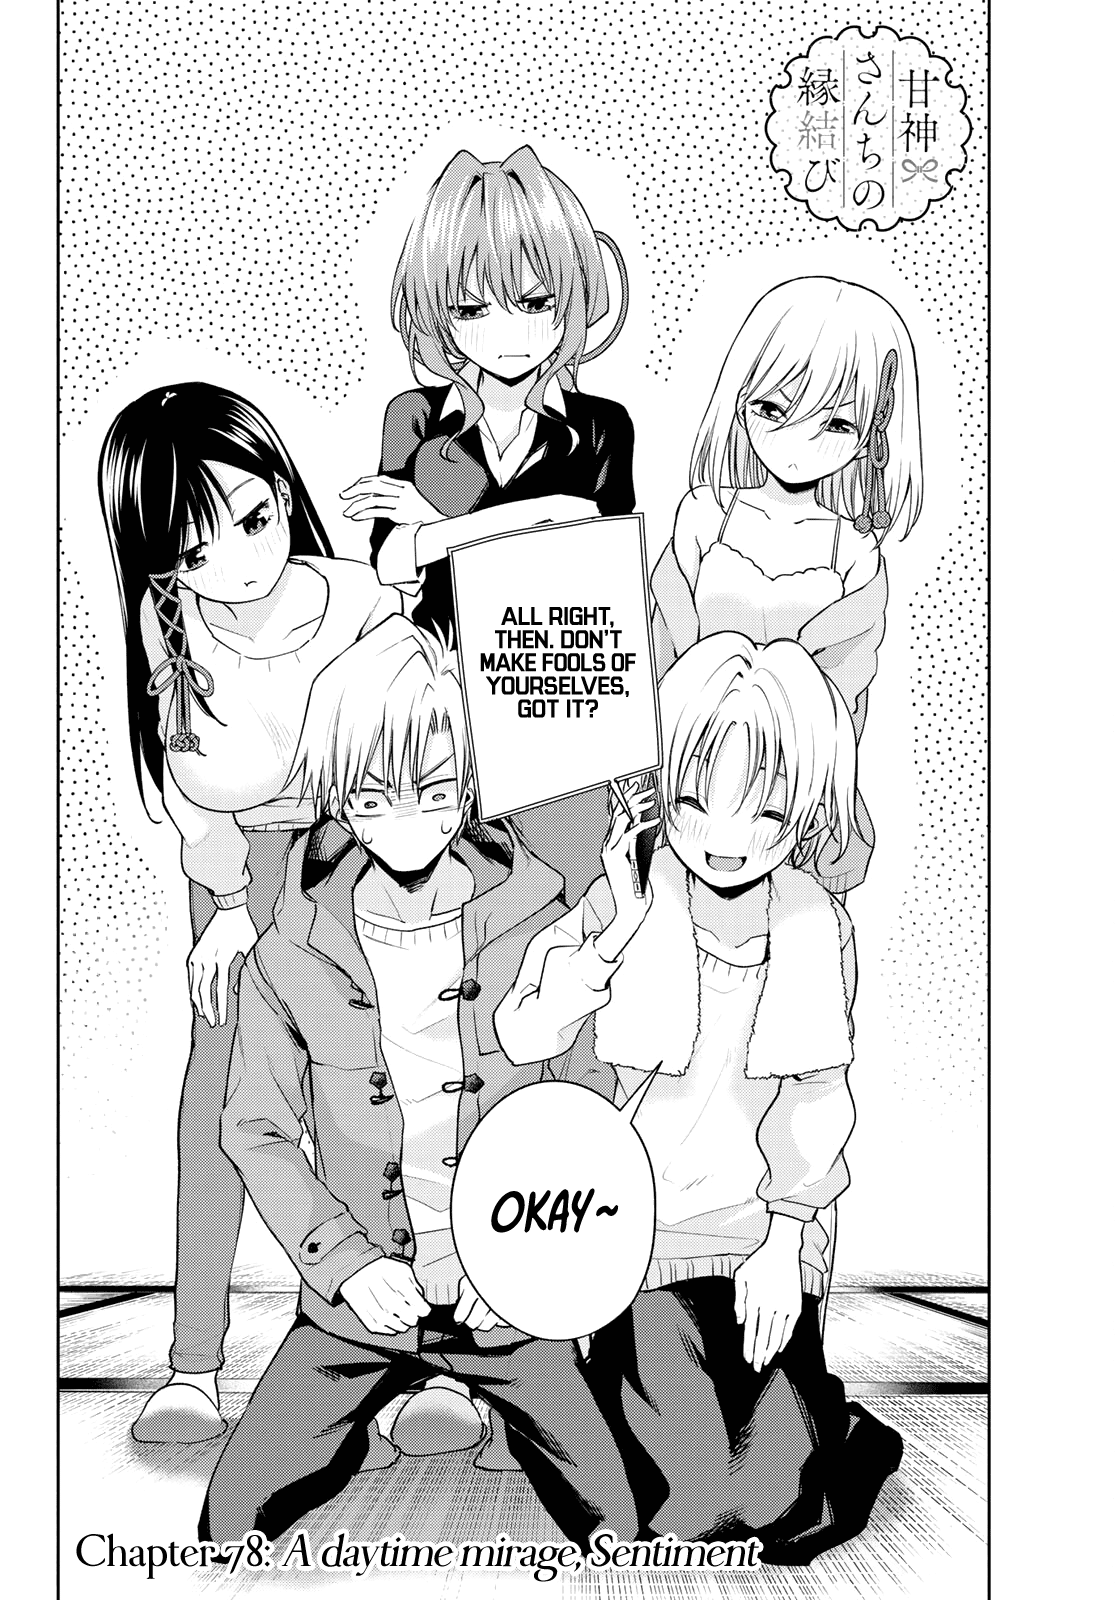 甘神
さんちの
縁結び
ALL RIGHT,
THEN. DON'T
MAKE FOOLS OF
YOURSELVES,
GOT IT?
OKAY~
Chapter 78: A daytime mirage, Sentiment